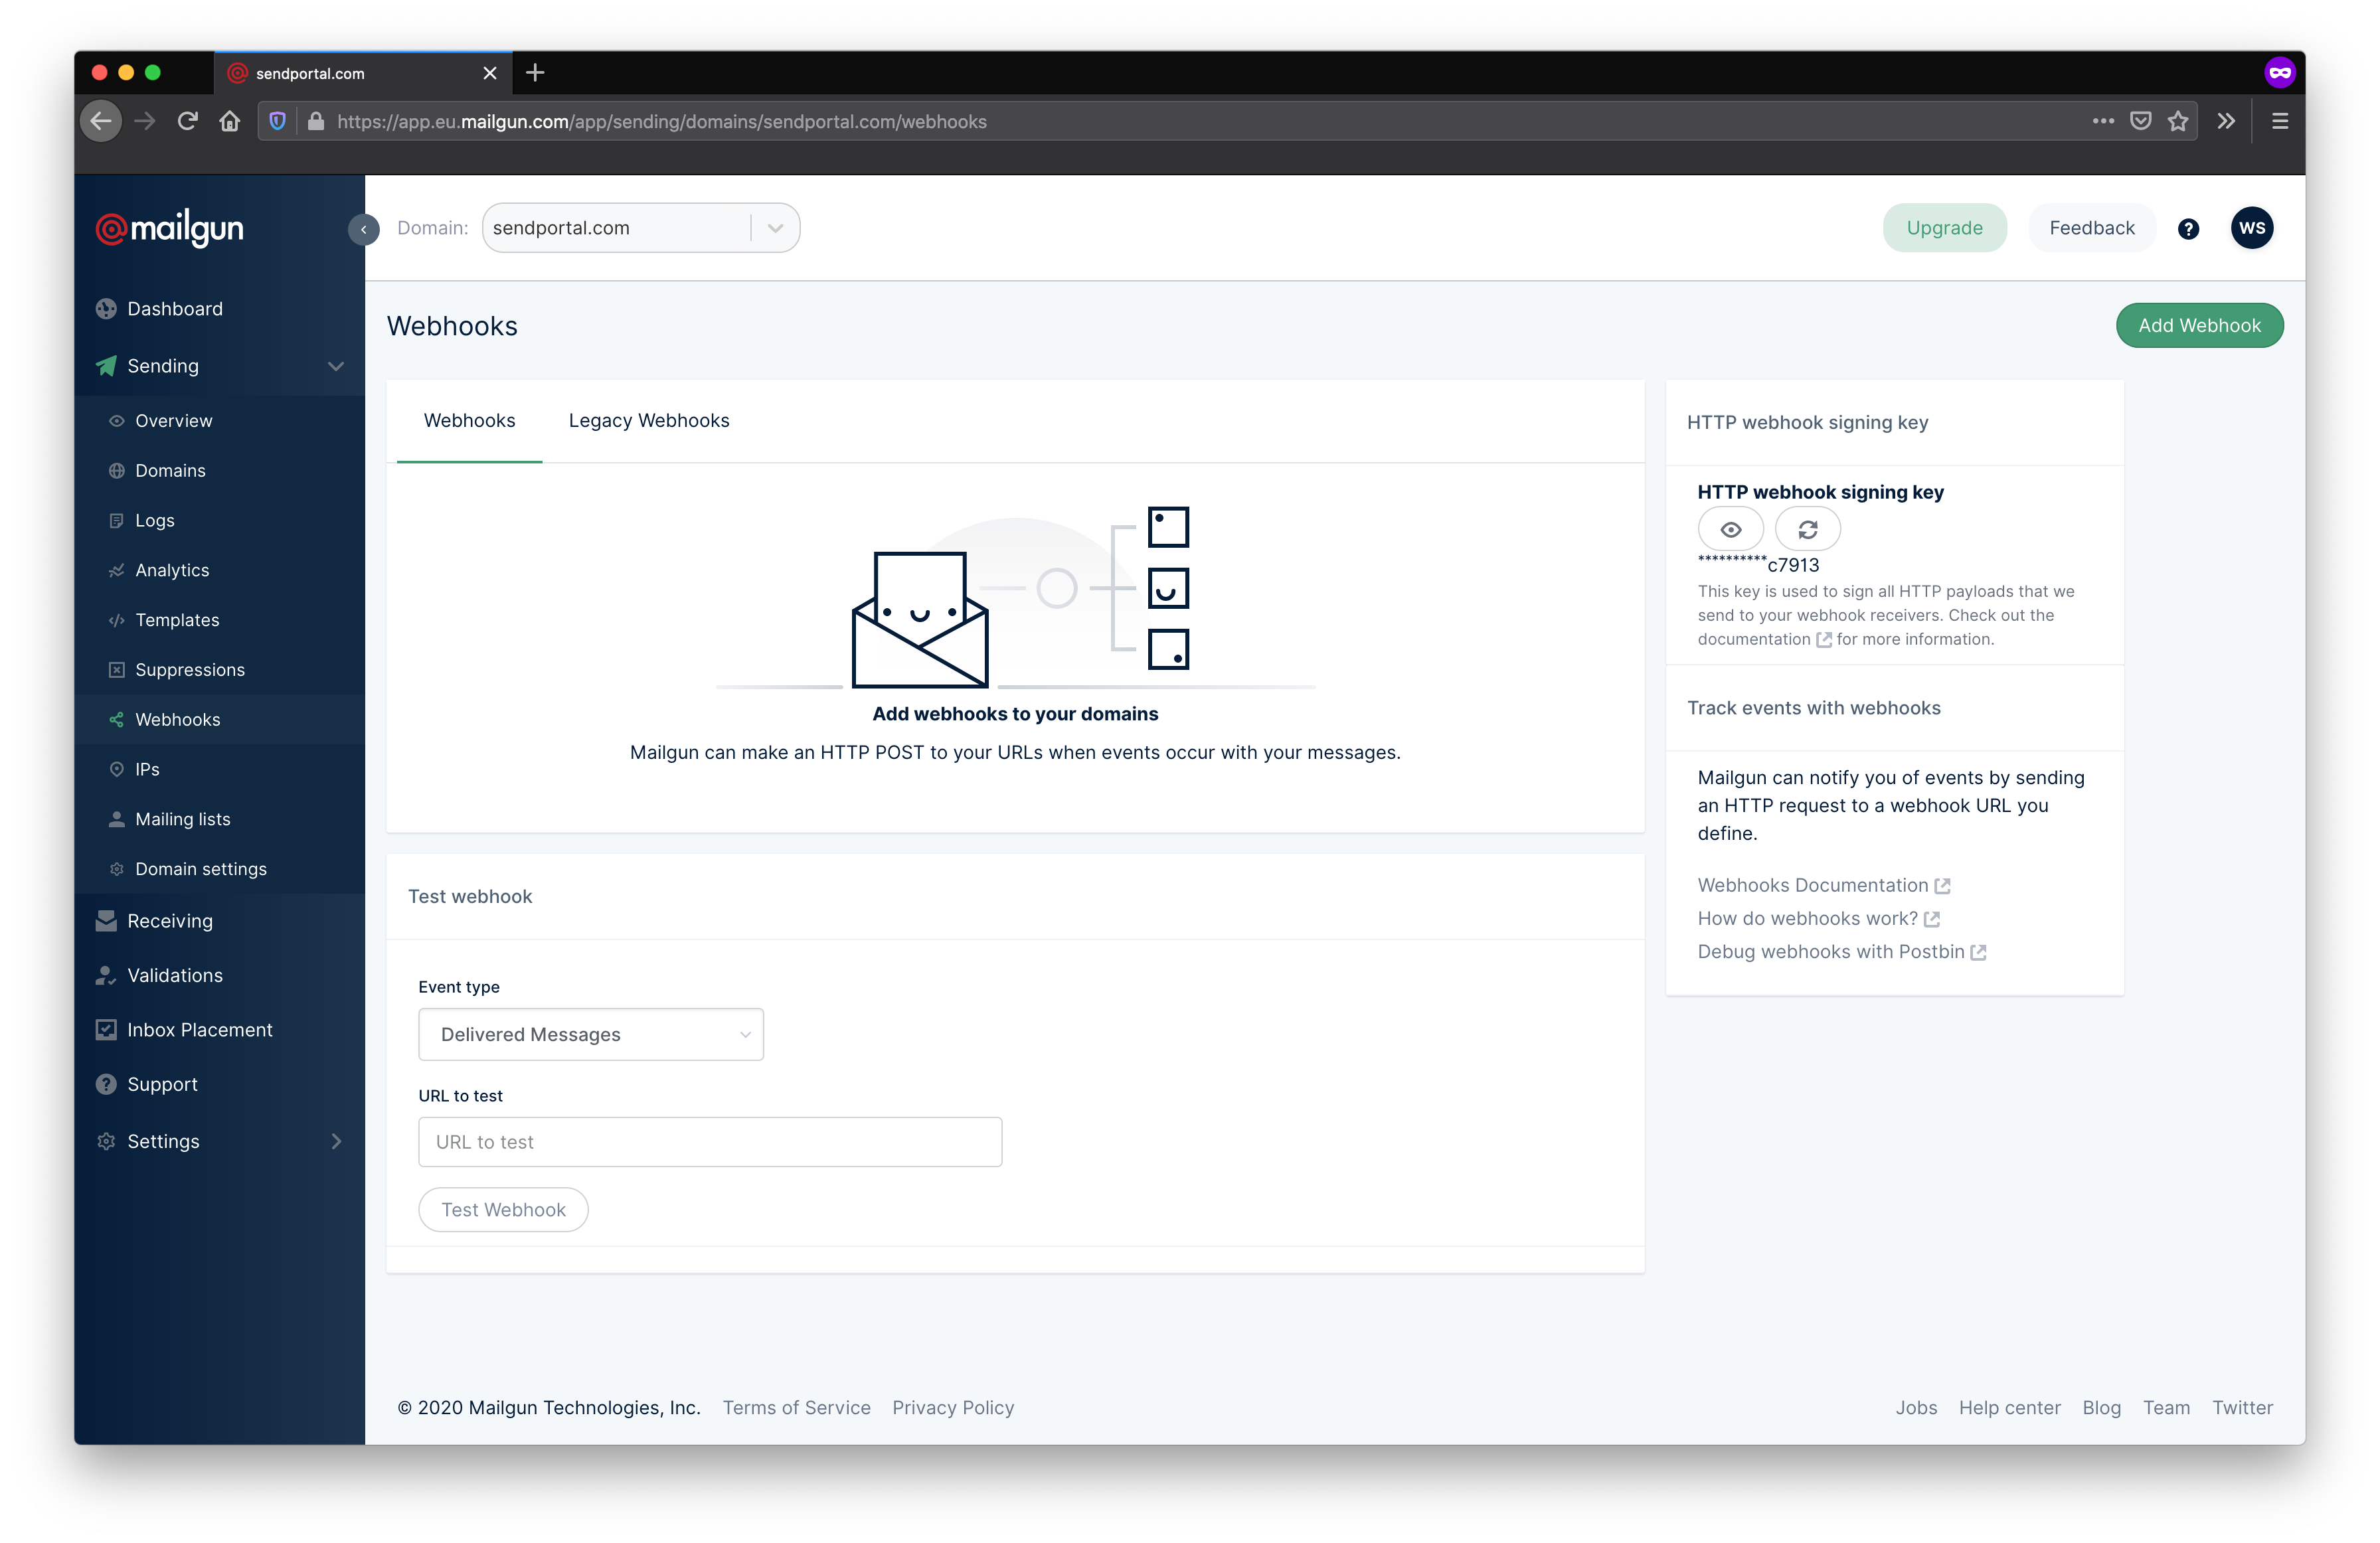 sendportal.com
https://app.eu.mailgun.com/app/sending/domains/sendportal.com/webhooks
mailgun
Domain:
sendportal.com
Upgrade
Feedback
WS
Dashboard
Sending
Overview
Domains
Logs
Analytics
Templates
Suppressions
Webhooks
IPs
Mailing lists
Domain settings
Receiving
Validations
Inbox Placement
Support
Settings
Webhooks
Add Webhook
Webhooks
Legacy Webhooks
Add webhooks to your domains
Mailgun can make an HTTP POST to your URLs when events occur with your messages.
Test webhook
Event type
Delivered Messages
URL to test
URL to test
Test Webhook
HTTP webhook signing key
HTTP webhook signing key
**********c7913
This key is used to sign all HTTP payloads that we
send to your webhook receivers. Check out the
documentation for more information.
Track events with webhooks
Mailgun can notify you of events by sending
an HTTP request to a webhook URL you
define.
Webhooks Documentation
How do webhooks work?
Debug webhooks with Postbin
© 2020 Mailgun Technologies, Inc. Terms of Service Privacy Policy
Jobs Help center Blog Team Twitter